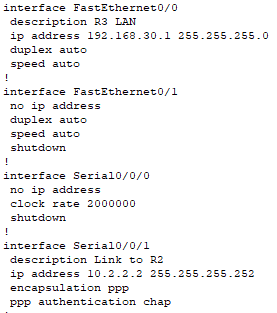 interface FastEthernet0/0
 description R3 LAN
 ip address 192.168.30.1 255.255.255.0
 duplex auto
 speed auto
!
interface FastEthernet0/1
 no ip address
 duplex auto
 speed auto
 shutdown
!
interface Serial0/0/0
 no ip address
 clock rate 2000000
 shutdown
!
interface Serial0/0/1
 description Link to R2
 ip address 10.2.2.2 255.255.255.252
 encapsulation ppp
 ppp authentication chap
!